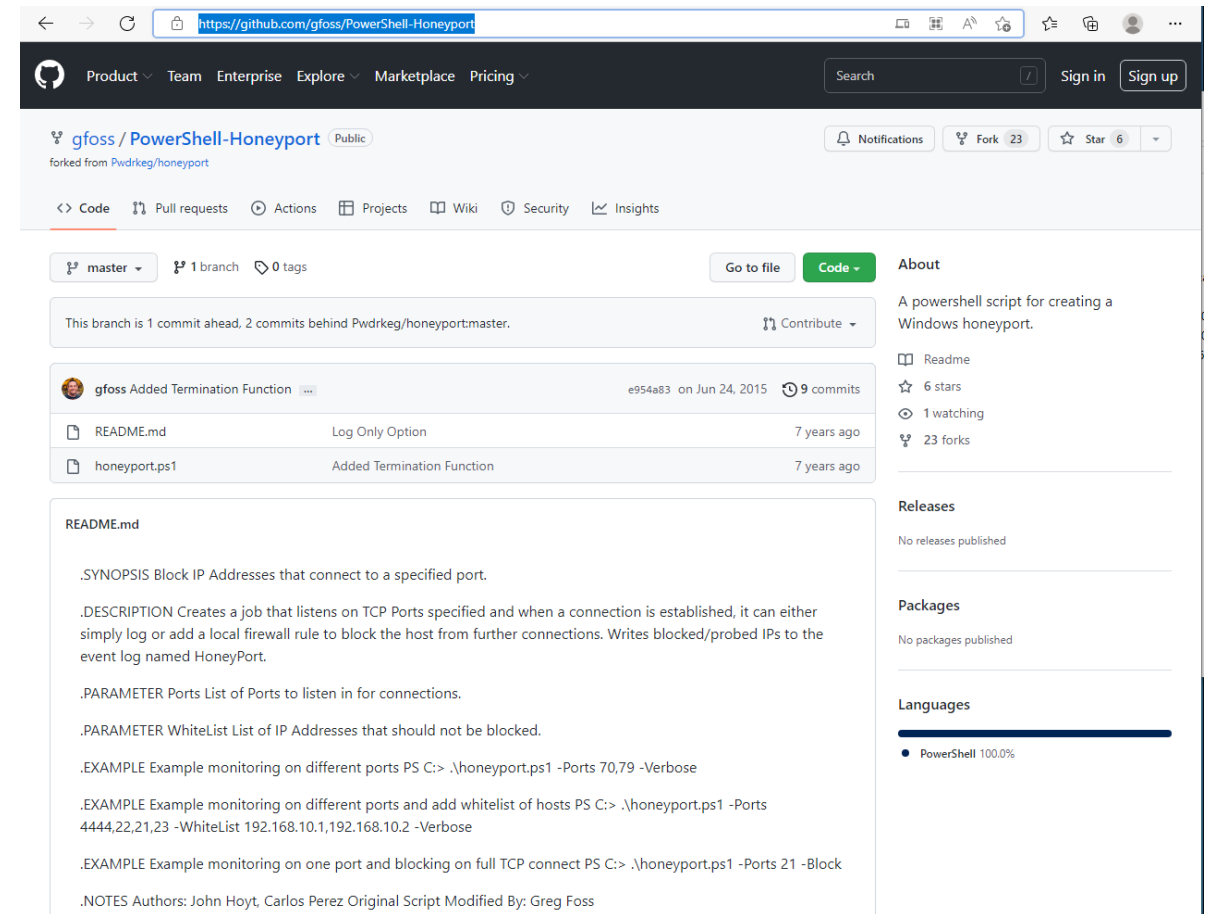 https://github.com/gfoss/PowerShell-Honeyport
Product Team Enterprise Explore Marketplace Pricing Search / Sign in Sign up
gfoss / PowerShell-Honeyport Public Notifications Fork 23 Star 6
forked from Pwdrkeg/honeyport
<> Code Pull requests Actions Projects Wiki Security Insights
master 1 branch 0 tags Go to file Code
This branch is 1 commit ahead, 2 commits behind Pwdrkeg/honeyport:master. Contribute
gfoss Added Termination Function ... e954a83 on Jun 24, 2015 9 commits
README.md Log Only Option 7 years ago
honeyport.ps1 Added Termination Function 7 years ago
README.md
.SYNOPSIS Block IP Addresses that connect to a specified port.
.DESCRIPTION Creates a job that listens on TCP Ports specified and when a connection is established, it can either
simply log or add a local firewall rule to block the host from further connections. Writes blocked/probed IPs to the
event log named HoneyPort.
.PARAMETER Ports List of Ports to listen in for connections.
.PARAMETER WhiteList List of IP Addresses that should not be blocked.
.EXAMPLE Example monitoring on different ports PS C:> .\honeyport.ps1 -Ports 70,79 -Verbose
.EXAMPLE Example monitoring on different ports and add whitelist of hosts PS C:> .\honeyport.ps1 -Ports
4444,22,21,23 -WhiteList 192.168.10.1,192.168.10.2 -Verbose
.EXAMPLE Example monitoring on one port and blocking on full TCP connect PS C:> .\honeyport.ps1 -Ports 21 -Block
.NOTES Authors: John Hoyt, Carlos Perez Original Script Modified By: Greg Foss
About
A powershell script for creating a
Windows honeyport.
Readme
6 stars
1 watching
23 forks
Releases
No releases published
Packages
No packages published
Languages
PowerShell 100.0%